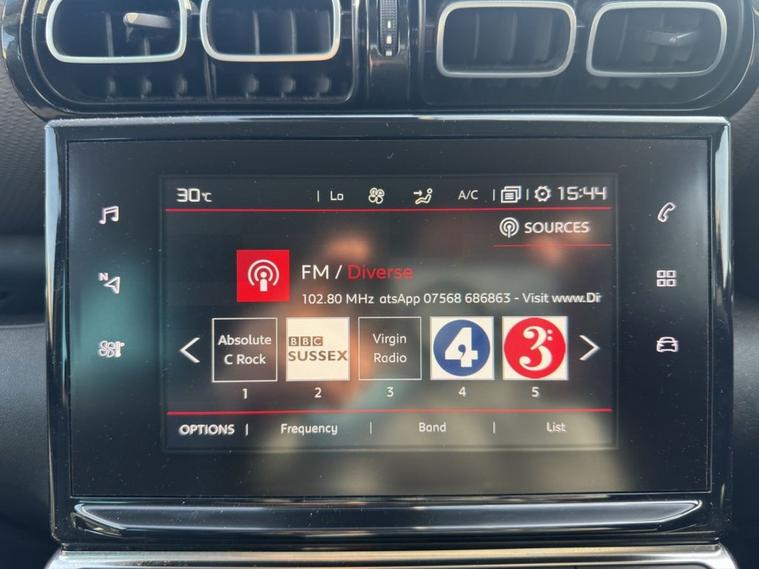 30°C | Lo A/C | | 15:44
SOURCES
N
FM / Diverse
102.80 MHz atsApp 07568 686863 - Visit www.Di
Absolute
C Rock
BBC
SUSSEX
Virgin
Radio
4
3
1 2 3 4 5
OPTIONS | Frequency | Band | List